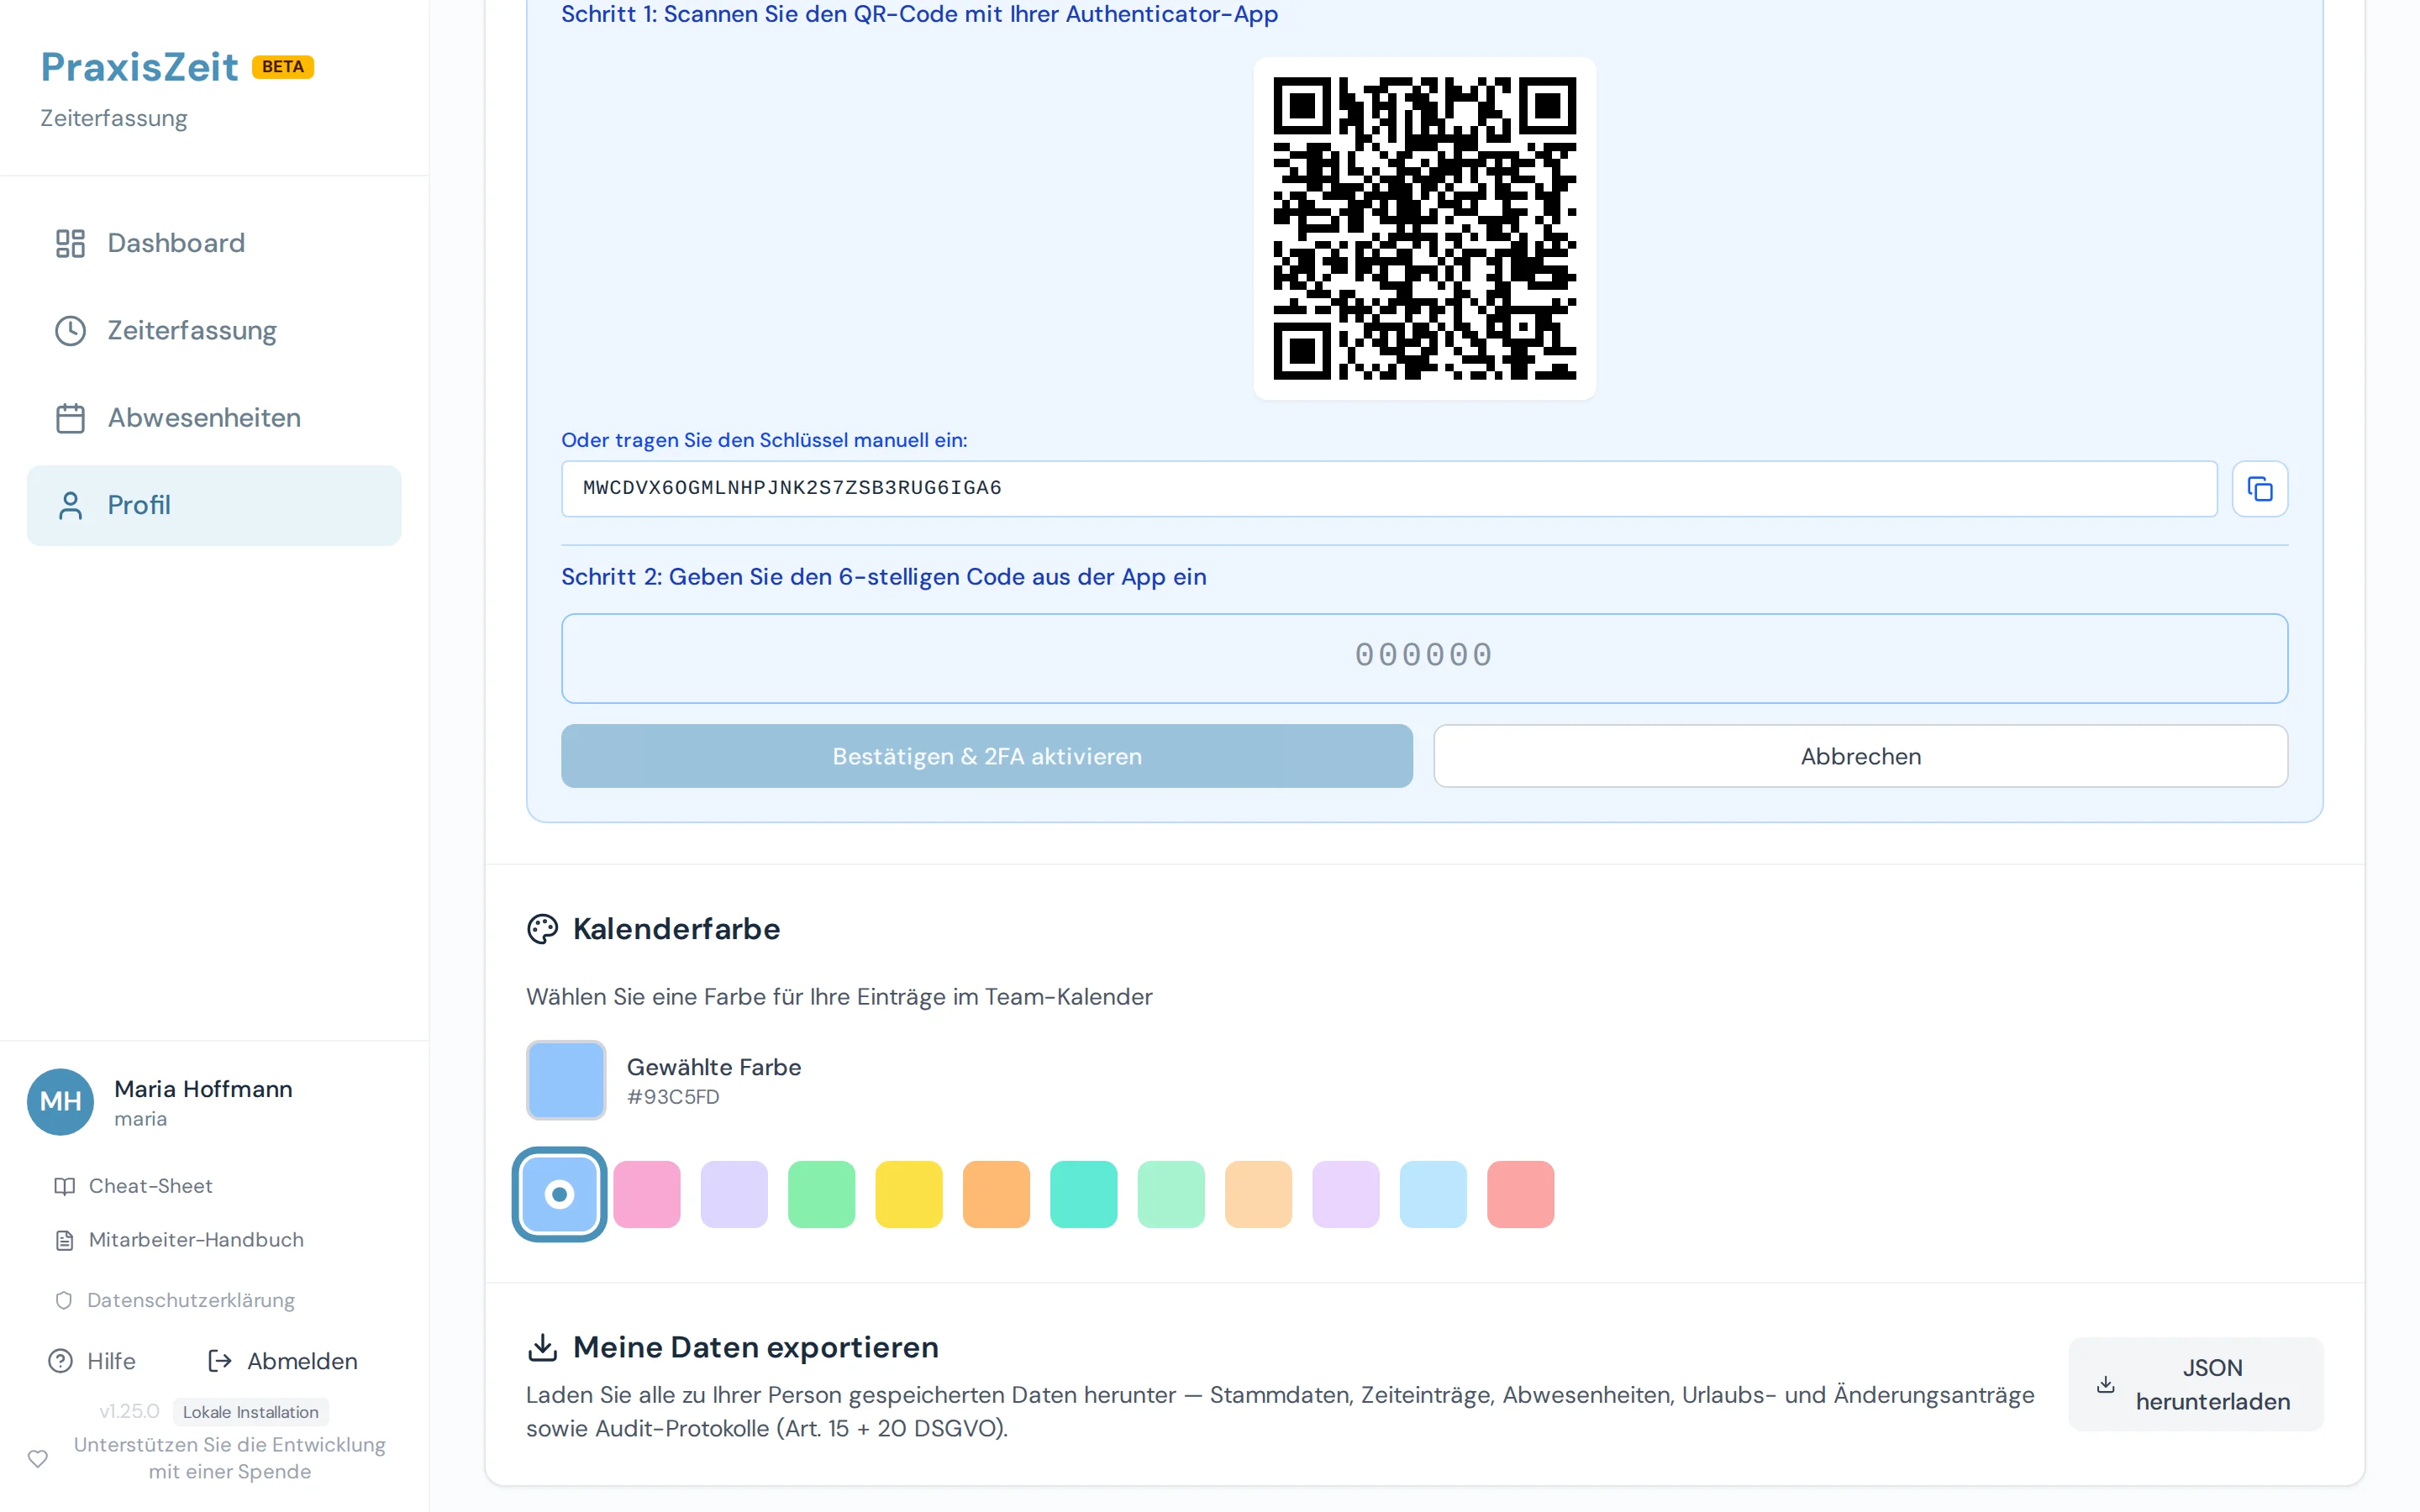 PraxisZeit BETA
Zeiterfassung
Dashboard
Zeiterfassung
Abwesenheiten
Profil
MH
Maria Hoffmann
maria
Cheat-Sheet
Mitarbeiter-Handbuch
Datenschutzerklärung
Hilfe
Abmelden
v1.25.0 Lokale Installation
Unterstützen Sie die Entwicklung
mit einer Spende
Schritt 1: Scannen Sie den QR-Code mit Ihrer Authenticator-App
Oder tragen Sie den Schlüssel manuell ein:
MWCDVX6OGMLNHPJNK2S7ZSB3RUG6IGA6
Schritt 2: Geben Sie den 6-stelligen Code aus der App ein
000000
Bestätigen & 2FA aktivieren
Abbrechen
Kalenderfarbe
Wählen Sie eine Farbe für Ihre Einträge im Team-Kalender
Gewählte Farbe
#93C5FD
Meine Daten exportieren
Laden Sie alle zu Ihrer Person gespeicherten Daten herunter — Stammdaten, Zeiteinträge, Abwesenheiten, Urlaubs- und Änderungsanträge
sowie Audit-Protokolle (Art. 15 + 20 DSGVO).
JSON
herunterladen